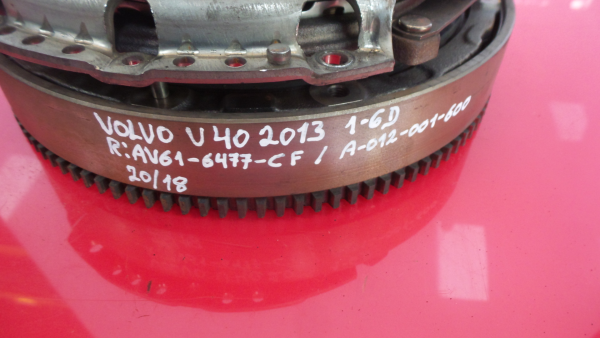 VOLVO V40 2013 1-6D
R:AV61-6477-CF / A-012-001-600
20/18